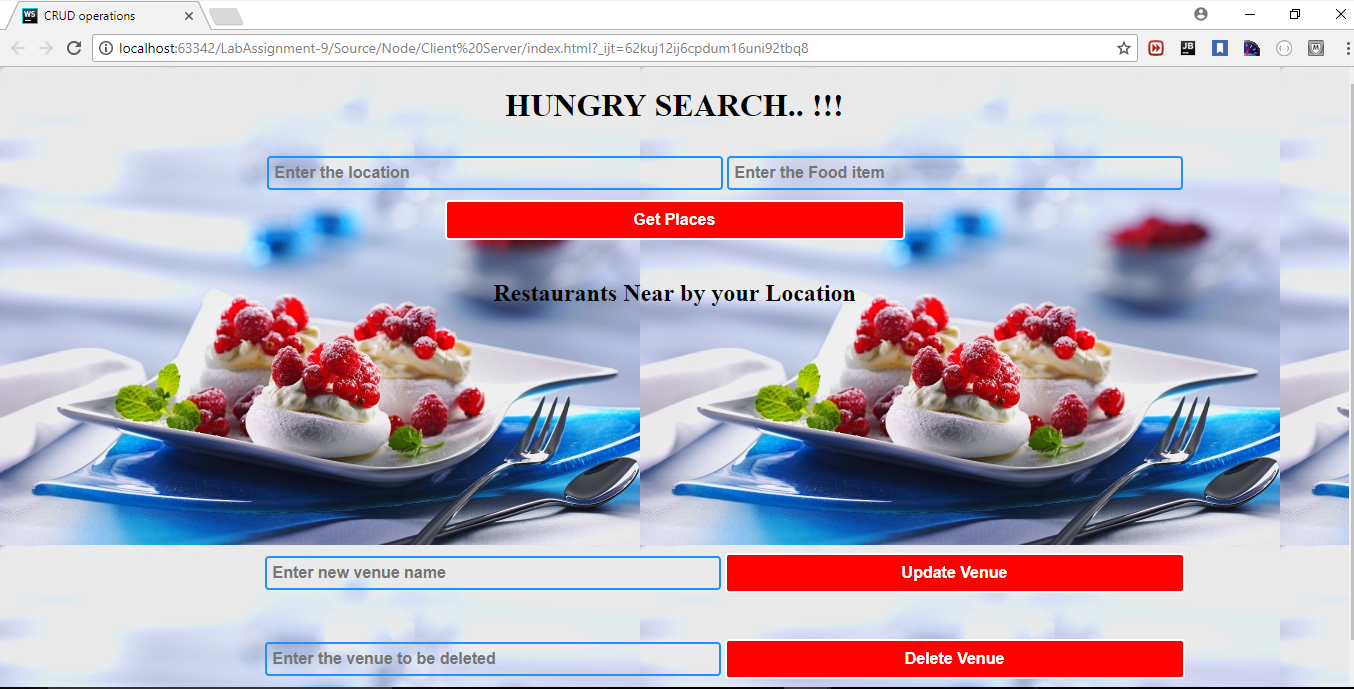 WS CRUD operations
localhost:63342/LabAssignment-9/Source/Node/Client%20Server/index.html?_ijt=62kuj12ij6cpdum16uni92tbq8
JB
HUNGRY SEARCH.. !!!
Enter the location Enter the Food item
Get Places
Restaurants Near by your Location
Enter new venue name Update Venue
Enter the venue to be deleted Delete Venue